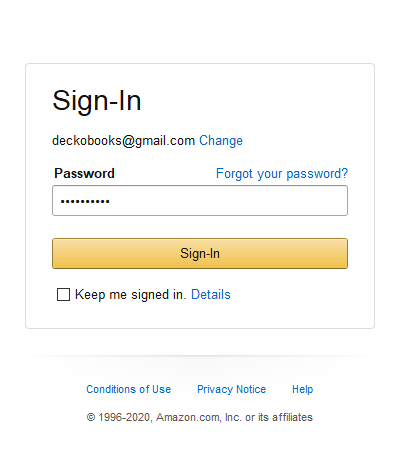 Sign-In
deckobooks@gmail.com Change
Password Forgot your password?
••••••••••
Sign-In
Keep me signed in. Details
Conditions of Use Privacy Notice Help
© 1996-2020, Amazon.com, Inc. or its affiliates